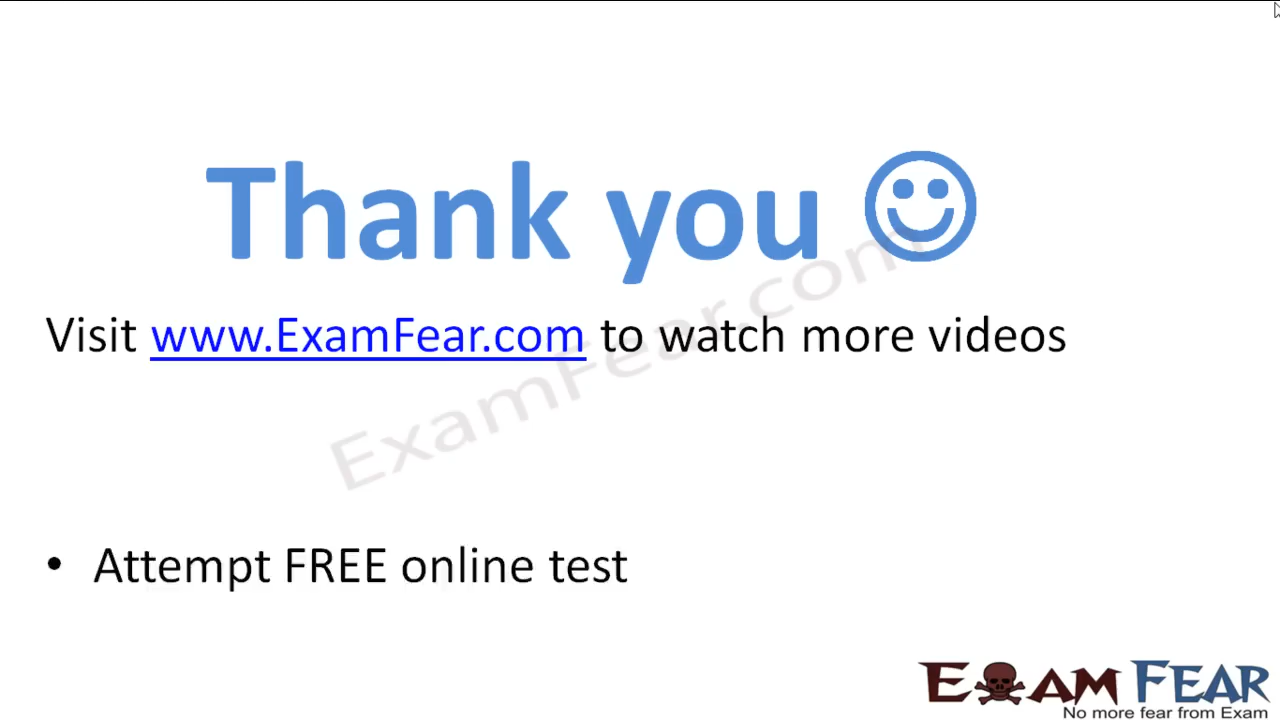 Thank you ☺
Visit www.ExamFear.com to watch more videos
ExamFear.com
• Attempt FREE online test
EXAM FEAR
No more fear from Exam